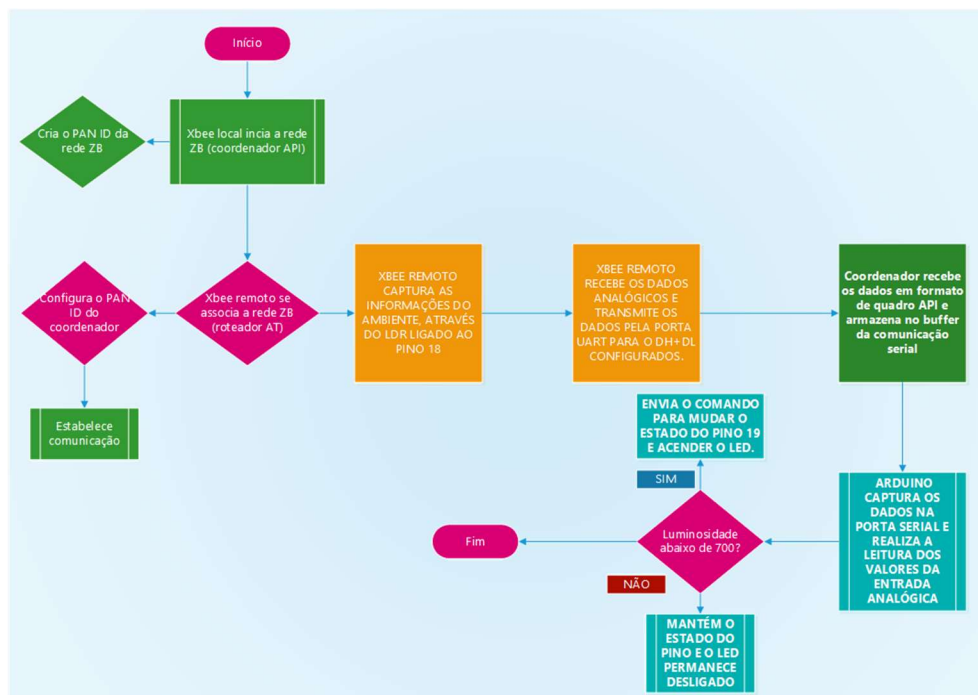 Início
Cria o PAN ID da
rede ZB
Xbee local incia a rede
ZB (coordenador API)
Configura o PAN
ID do
coordenador
Xbee remoto se
associa a rede ZB
(roteador AT)
XBEE REMOTO
CAPTURA AS
INFORMAÇÕES DO
AMBIENTE, ATRAVÉS
DO LDR LIGADO AO
PINO 18
XBEE REMOTO
RECEBE OS DADOS
ANALÓGICOS E
TRANSMITE OS
DADOS PELA PORTA
UART PARA O DH+DL
CONFIGURADOS.
Coordenador recebe
os dados em formato
de quadro API e
armazena no buffer
da comunicação
serial
Estabelece
comunicação
ENVIA O COMANDO
PARA MUDAR O
ESTADO DO PINO 19
E ACENDER O LED.
SIM
Fim
Luminosidade
abaixo de 700?
ARDUINO
CAPTURA OS
DADOS NA
PORTA SERIAL E
REALIZA A
LEITURA DOS
VALORES DA
ENTRADA
ANALÓGICA
NÃO
MANTÉM O
ESTADO DO
PINO E O LED
PERMANECE
DESLIGADO